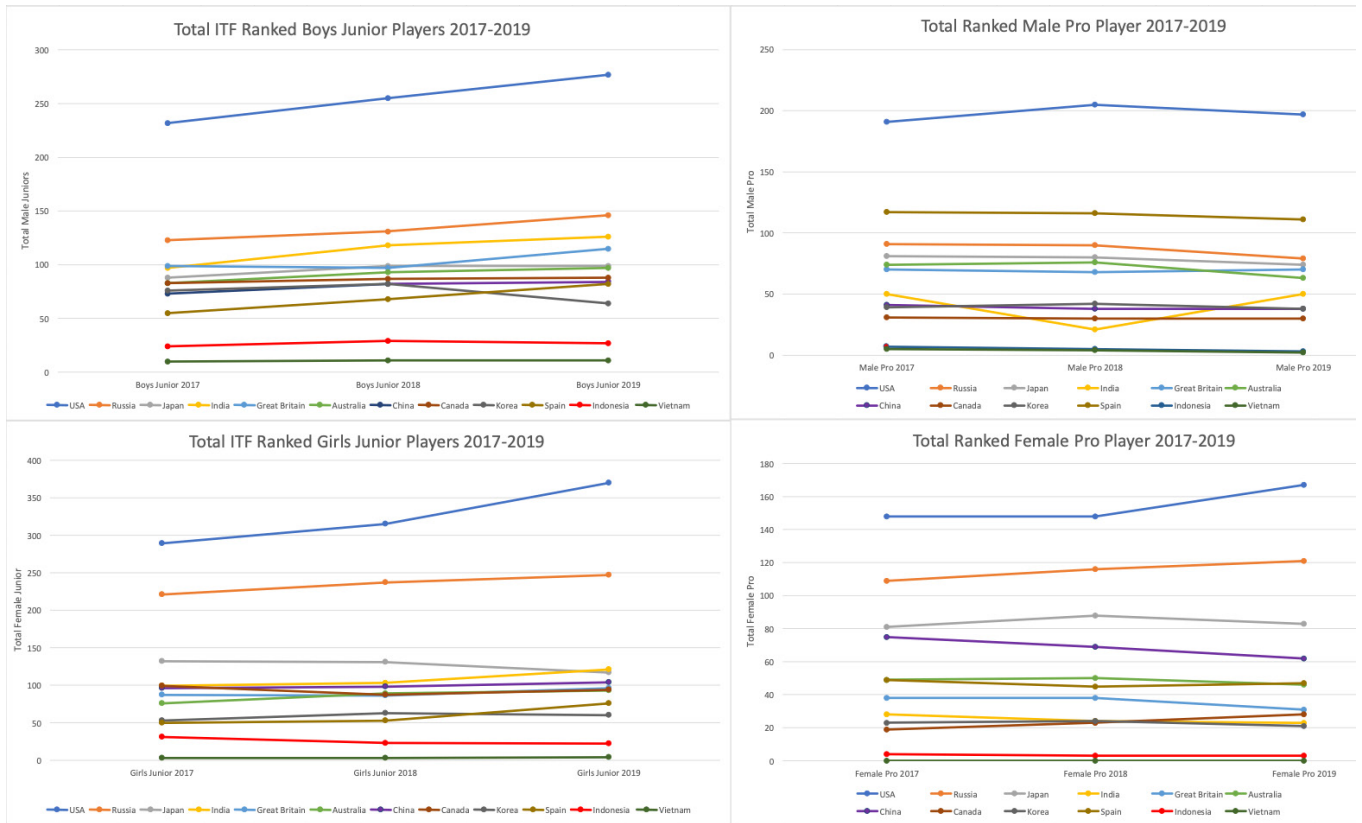 Total ITF Ranked Boys Junior Players 2017-2019
300
250
200
150
100
50
0
Total Male Juniors
Boys Junior 2017 Boys Junior 2018 Boys Junior 2019
USA Russia Japan India Great Britain Australia China Canada Korea Spain Indonesia Vietnam
Total Ranked Male Pro Player 2017-2019
250
200
150
100
50
0
Total Male Pro
Male Pro 2017 Male Pro 2018 Male Pro 2019
USA Russia Japan India Great Britain Australia
China Canada Korea Spain Indonesia Vietnam
Total ITF Ranked Girls Junior Players 2017-2019
400
350
300
250
200
150
100
50
0
Total Female Junior
Girls Junior 2017 Girls Junior 2018 Girls Junior 2019
USA Russia Japan India Great Britain Australia China Canada Korea Spain Indonesia Vietnam
Total Ranked Female Pro Player 2017-2019
180
160
140
120
100
80
60
40
20
0
Total Female Pro
Female Pro 2017 Female Pro 2018 Female Pro 2019
USA Russia Japan India Great Britain Australia
China Canada Korea Spain Indonesia Vietnam